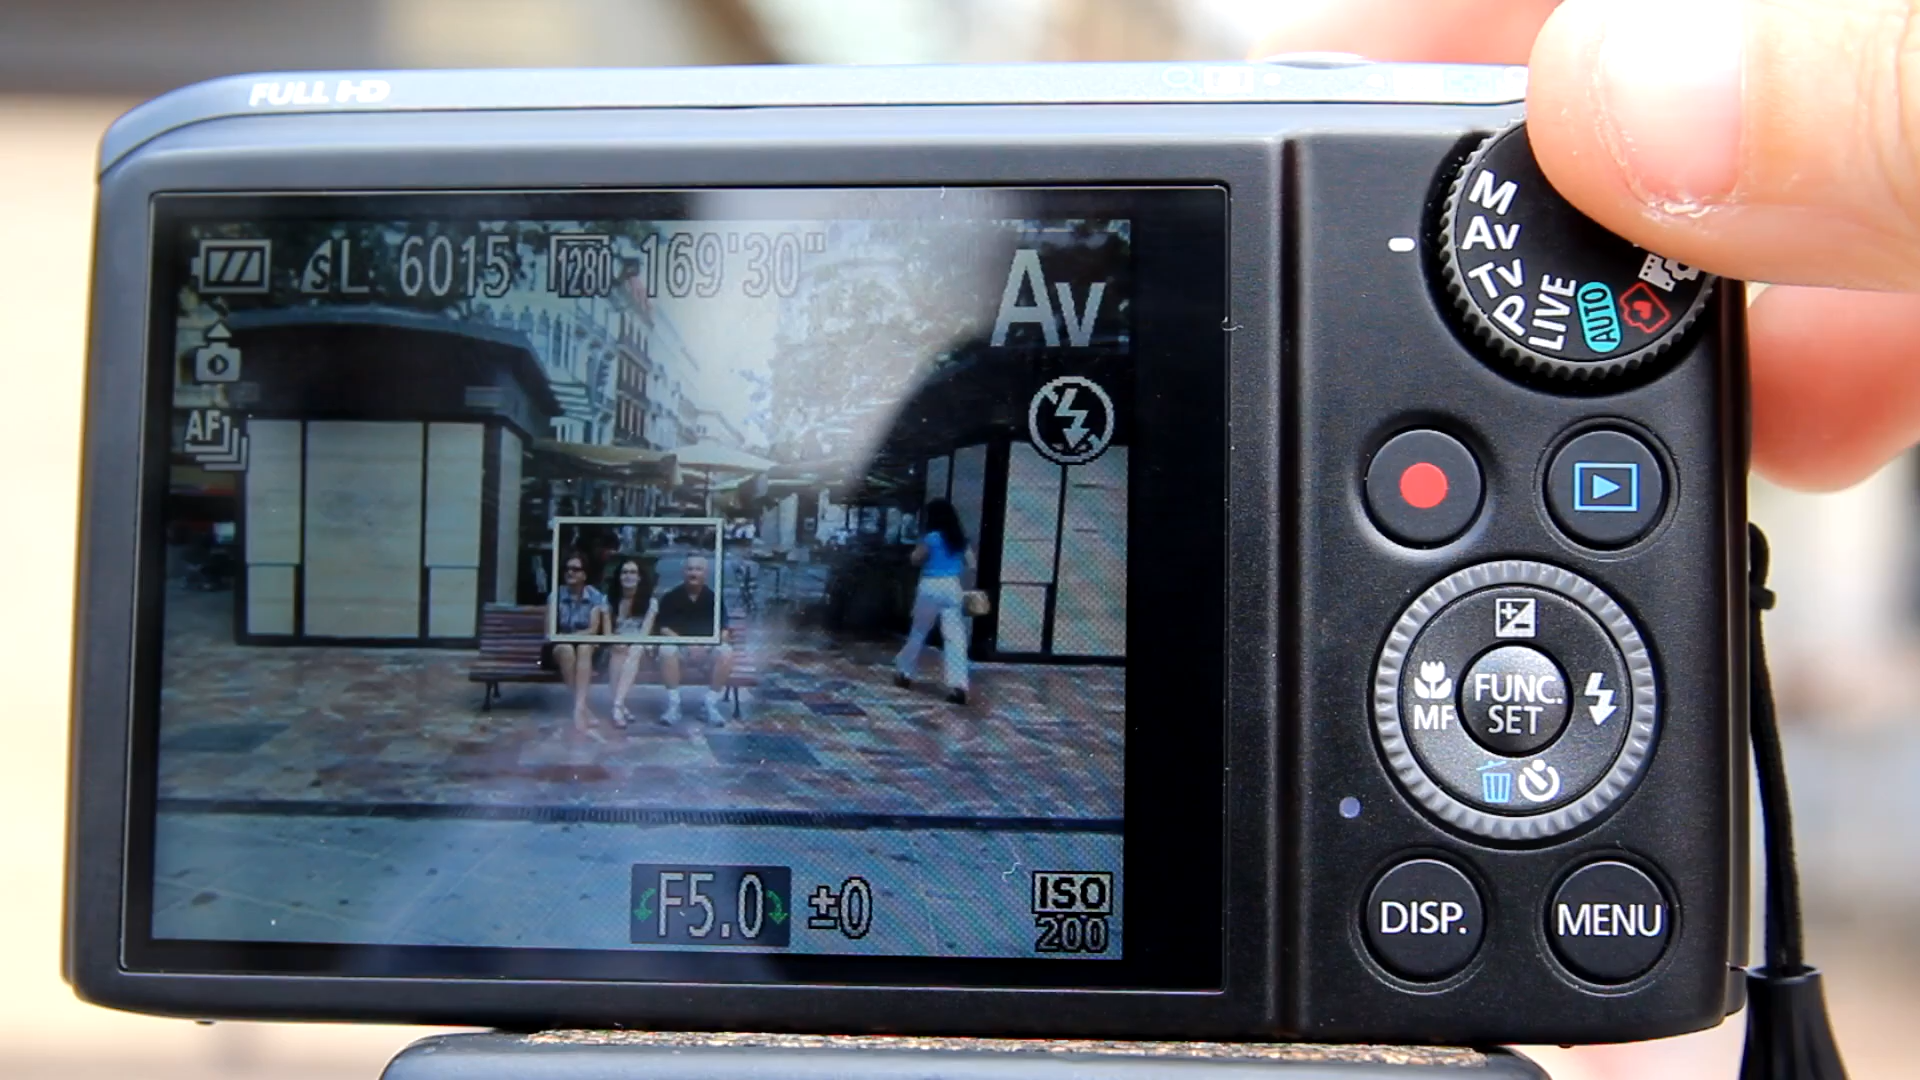 FULL HD
SL 6015 1280 169'30"
Av
AF
F5.0 ±0
ISO
200
M
Av
Tv
P
LIVE
AUTO
FUNC.
SET
MF
DISP.
MENU